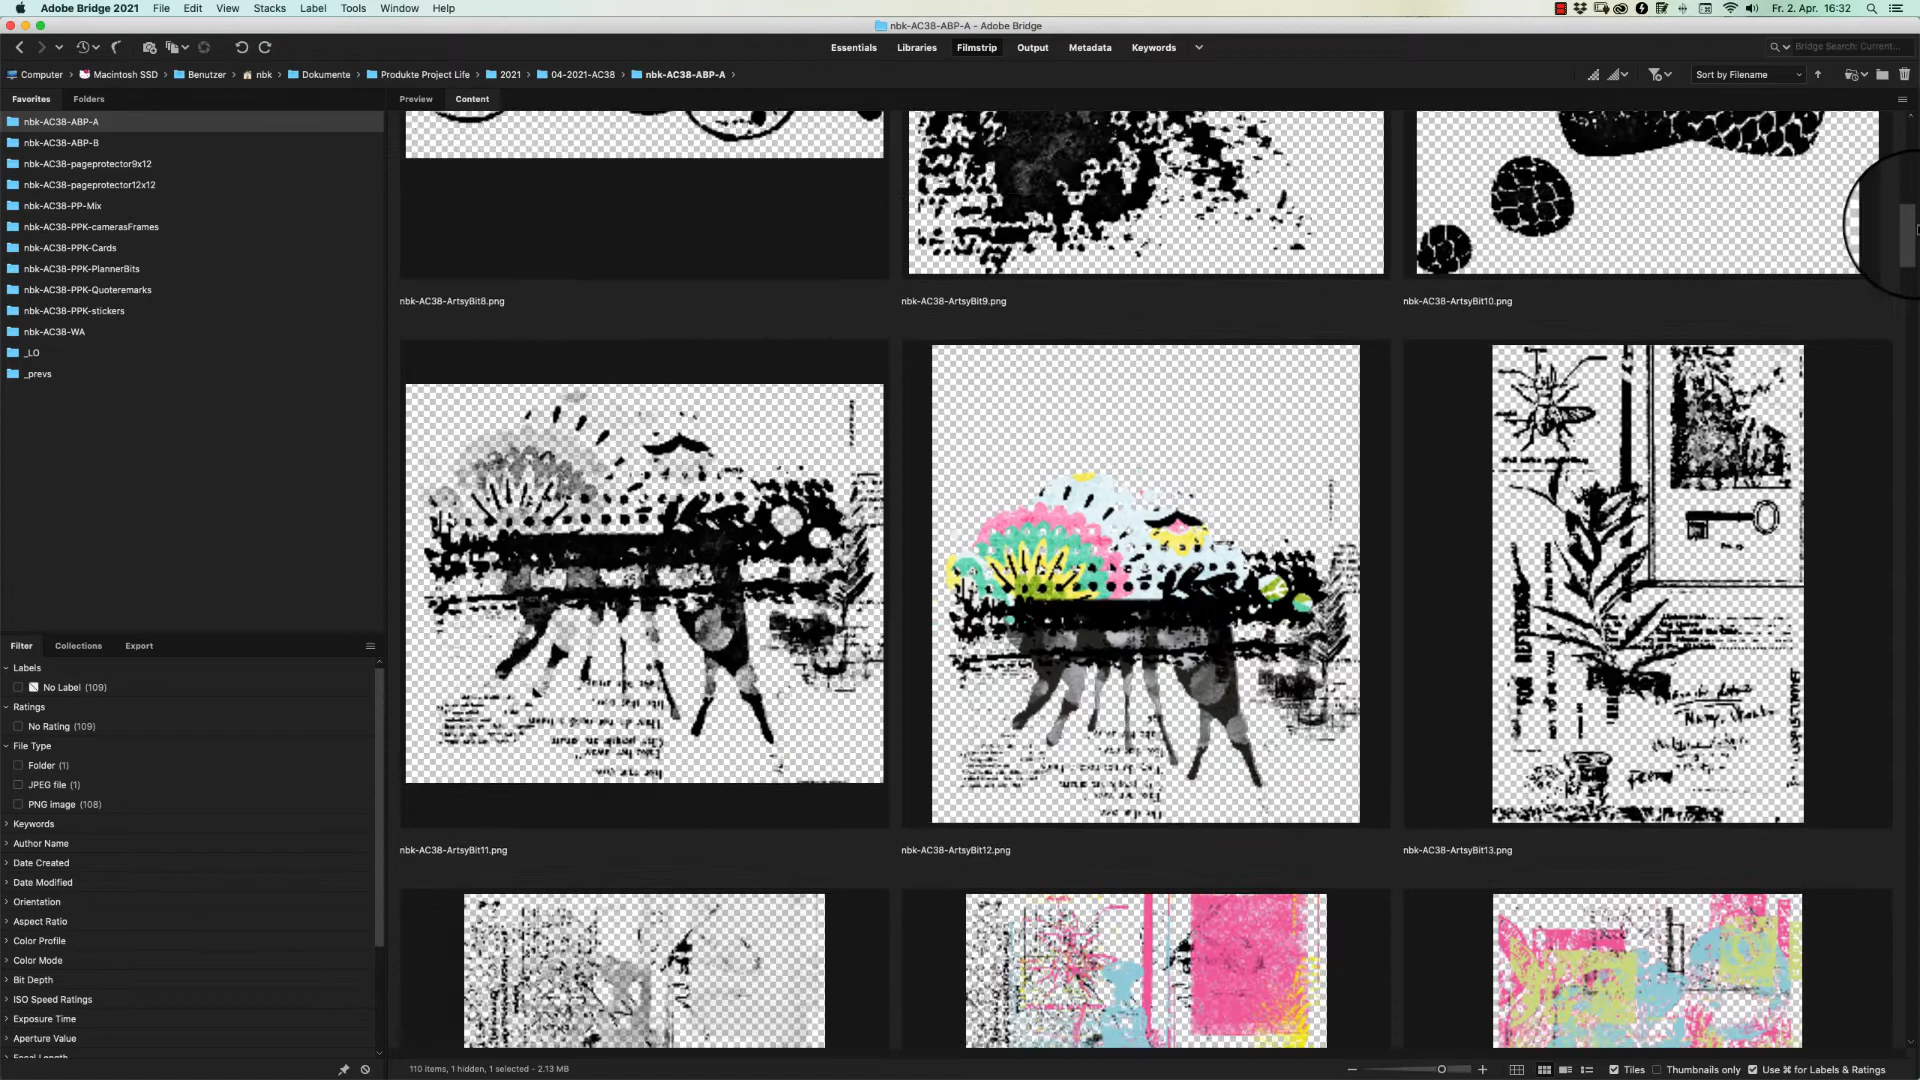 Adobe Bridge 2021 File Edit View Stacks Label Tools Window Help Fr. 2. Apr. 16:32
nbk-AC38-ABP-A - Adobe Bridge
Essentials Libraries Filmstrip Output Metadata Keywords Bridge Search: Current...
Computer Macintosh SSD Benutzer nbk Dokumente Produkte Project Life 2021 04-2021-AC38 nbk-AC38-ABP-A Sort by Filename
Favorites Folders
Preview Content
nbk-AC38-ABP-A
nbk-AC38-ABP-B
nbk-AC38-pageprotector9x12
nbk-AC38-pageprotector12x12
nbk-AC38-PP-Mix
nbk-AC38-PPK-camerasFrames
nbk-AC38-PPK-Cards
nbk-AC38-PPK-PlannerBits
nbk-AC38-PPK-Quoteremarks
nbk-AC38-PPK-stickers
nbk-AC38-WA
_LO
_prevs
nbk-AC38-ArtsyBit8.png
nbk-AC38-ArtsyBit9.png
nbk-AC38-ArtsyBit10.png
nbk-AC38-ArtsyBit11.png
nbk-AC38-ArtsyBit12.png
nbk-AC38-ArtsyBit13.png
Filter Collections Export
Labels
No Label (109)
Ratings
No Rating (109)
File Type
Folder (1)
JPEG file (1)
PNG image (108)
Keywords
Author Name
Date Created
Date Modified
Orientation
Aspect Ratio
Color Profile
Color Mode
Bit Depth
ISO Speed Ratings
Exposure Time
Aperture Value
Focal Length
110 items, 1 hidden, 1 selected - 2.13 MB
Tiles Thumbnails only Use ⌘ for Labels & Ratings